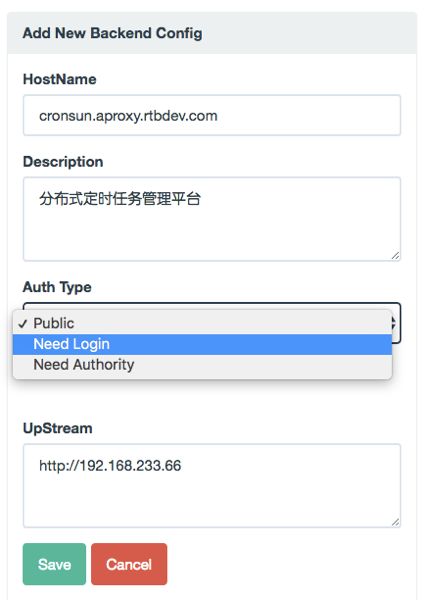 Add New Backend Config
HostName
cronsun.aproxy.rtbdev.com
Description
分布式定时任务管理平台
Auth Type
✓ Public
Need Login
Need Authority
UpStream
http://192.168.233.66
Save Cancel